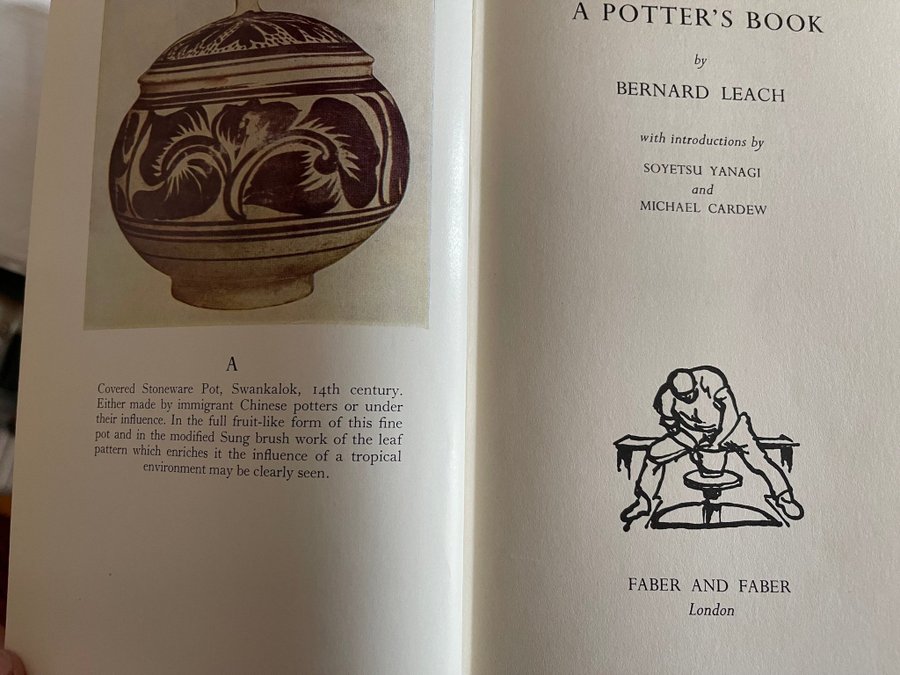 A
Covered Stoneware Pot, Swankalok, 14th century.
Either made by immigrant Chinese potters or under
their influence. In the full fruit-like form of this fine
pot and in the modified Sung brush work of the leaf
pattern which enriches it the influence of a tropical
environment may be clearly seen.
A POTTER'S BOOK
by
BERNARD LEACH
with introductions by
SOYETSU YANAGI
and
MICHAEL CARDEW
FABER AND FABER
London